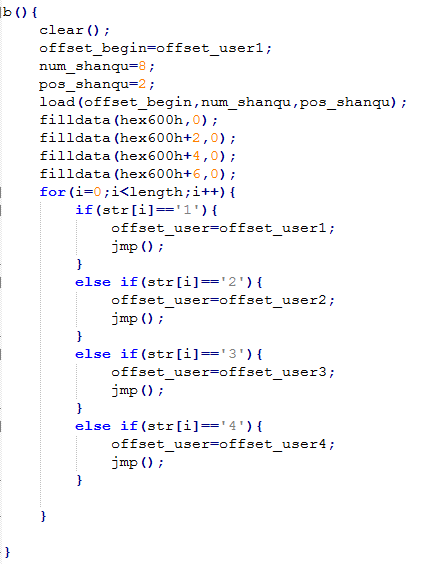 b(){
    clear();
    offset_begin=offset_user1;
    num_shanqu=8;
    pos_shanqu=2;
    load(offset_begin,num_shanqu,pos_shanqu);
    filldata(hex600h,0);
    filldata(hex600h+2,0);
    filldata(hex600h+4,0);
    filldata(hex600h+6,0);
    for(i=0;i<length;i++){
        if(str[i]=='1'){
            offset_user=offset_user1;
            jmp();
        }
        else if(str[i]=='2'){
            offset_user=offset_user2;
            jmp();
        }
        else if(str[i]=='3'){
            offset_user=offset_user3;
            jmp();
        }
        else if(str[i]=='4'){
            offset_user=offset_user4;
            jmp();
        }
    }
}